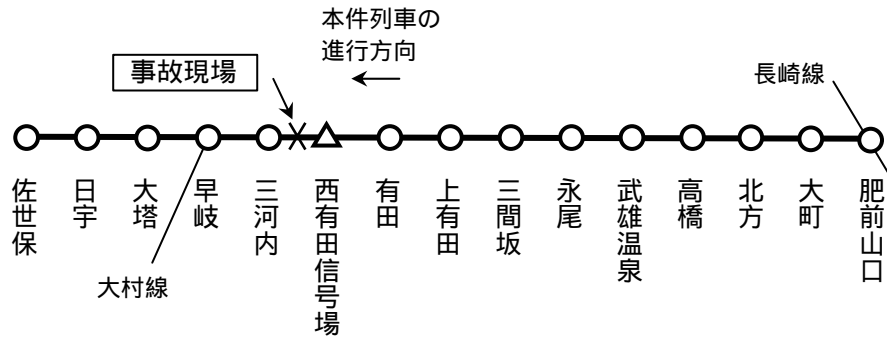 本件列車の
進行方向
事故現場
長崎線
佐世保
日宇
大塔
早岐
三河内
西有田信号場
有田
上有田
三間坂
永尾
武雄温泉
高橋
北方
大町
肥前山口
大村線